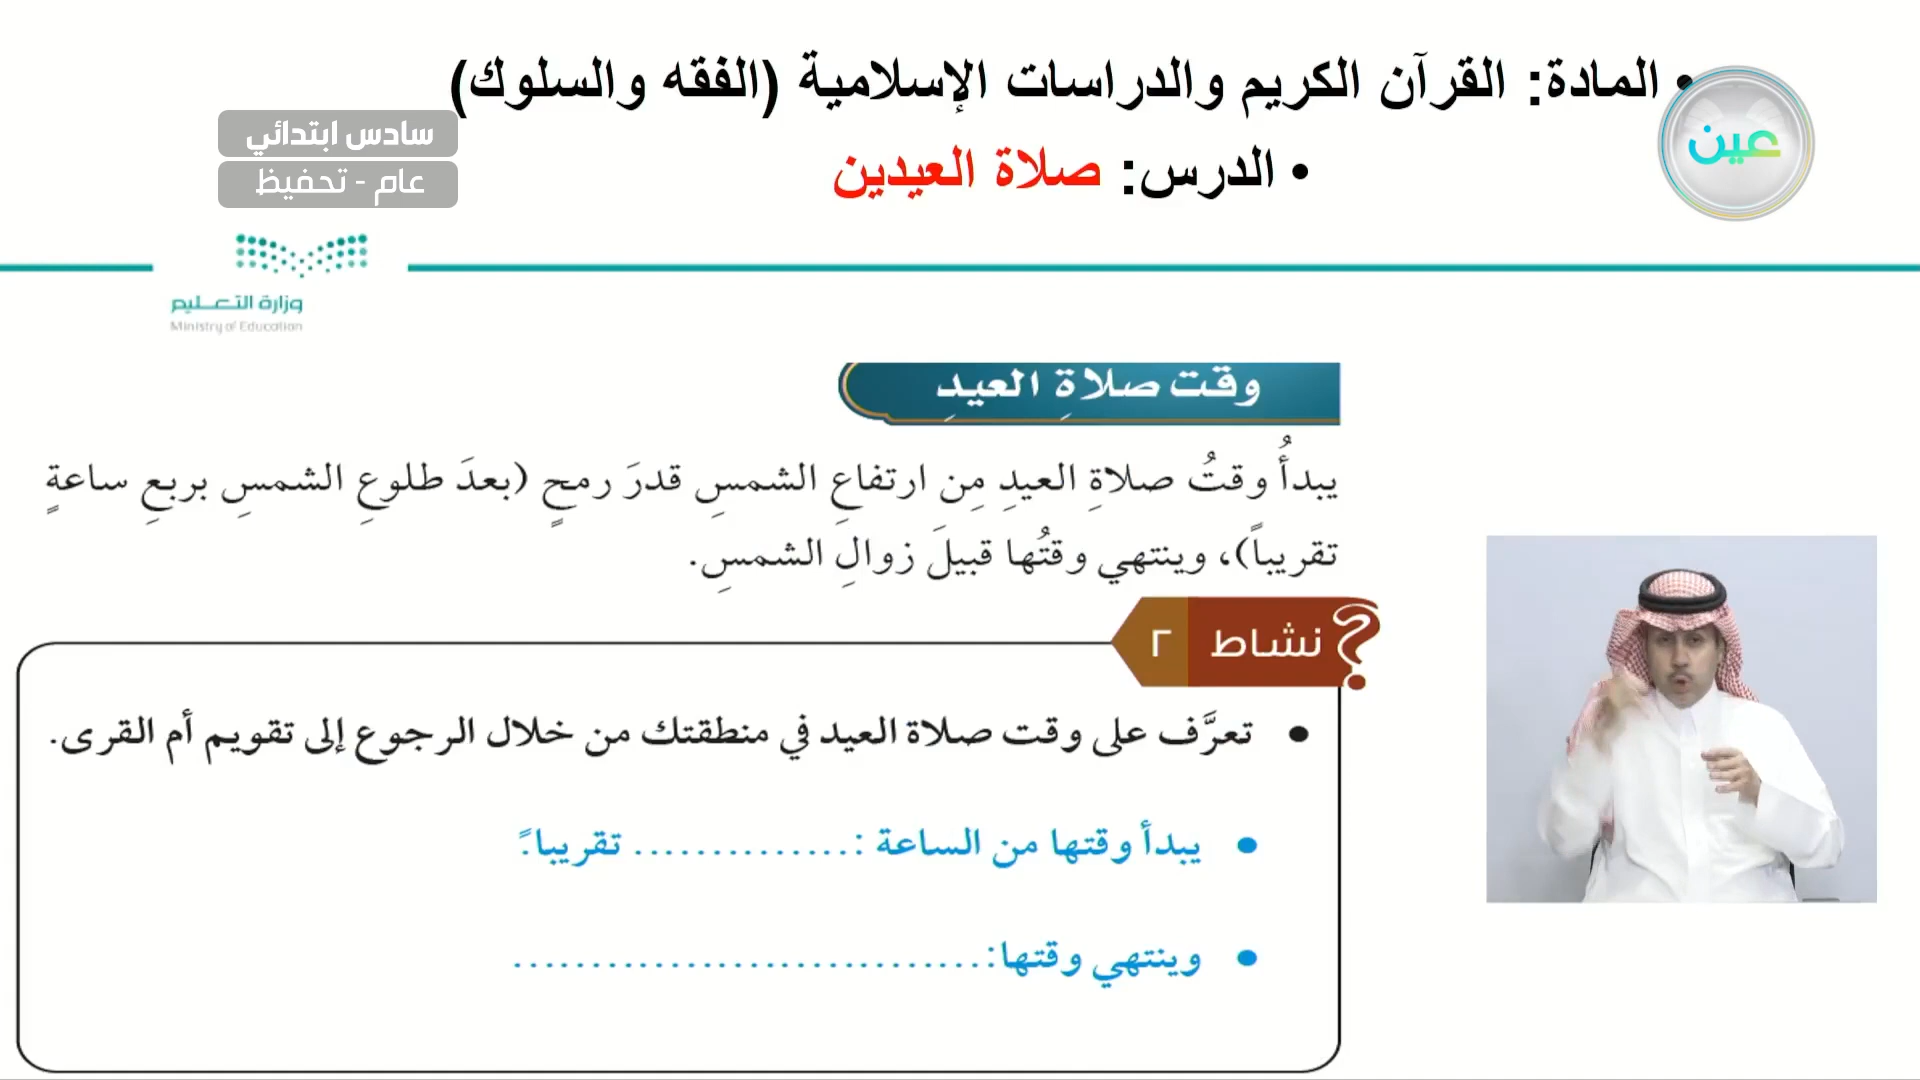 • المادة: القرآن الكريم والدراسات الإسلامية (الفقه والسلوك)
عين
سادس ابتدائي
• الدرس: صلاة العيدين
عام - تحفيظ
وزارة التعـــليم
Ministry of Education
وقت صلاةِ العيدِ
يبدأُ وقتُ صلاةِ العيدِ مِن ارتفاعِ الشمسِ قدرَ رمحٍ (بعدَ طلوعِ الشمسِ بربعِ ساعةٍ
تقريباً)، وينتهي وقتُها قبيلَ زوالِ الشمسِ.
نشاط ٢
• تعرَّف على وقت صلاة العيد في منطقتك من خلال الرجوع إلى تقويم أم القرى.
• يبدأ وقتها من الساعة :.............. تقريباً.
• وينتهي وقتها:..............................